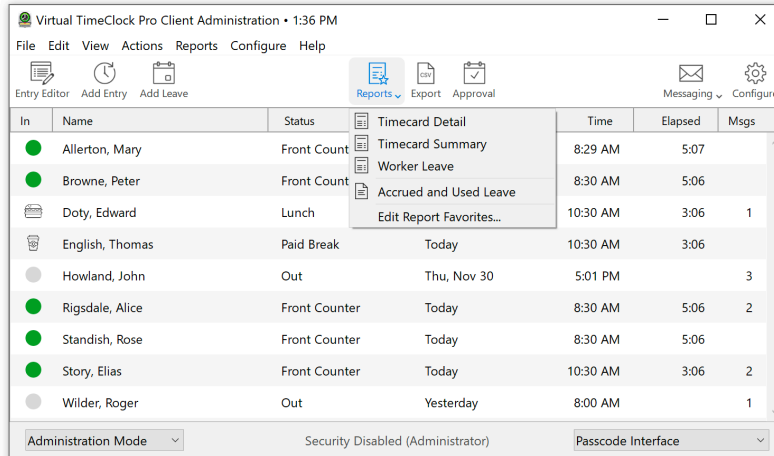 Virtual TimeClock Pro Client Administration • 1:36 PM
File Edit View Actions Reports Configure Help
Entry Editor Add Entry Add Leave Reports Export Approval Messaging Configure
CSV
In Name Status Time Elapsed Msgs
Timecard Detail
Timecard Summary
Worker Leave
Accrued and Used Leave
Edit Report Favorites...
Allerton, Mary Front Count 8:29 AM 5:07
Browne, Peter Front Count 8:30 AM 5:06
Doty, Edward Lunch 10:30 AM 3:06 1
English, Thomas Paid Break Today 10:30 AM 3:06
Howland, John Out Thu, Nov 30 5:01 PM 3
Rigsdale, Alice Front Counter Today 8:30 AM 5:06 2
Standish, Rose Front Counter Today 8:30 AM 5:06
Story, Elias Front Counter Today 10:30 AM 3:06 2
Wilder, Roger Out Yesterday 8:00 AM 1
Administration Mode Security Disabled (Administrator) Passcode Interface